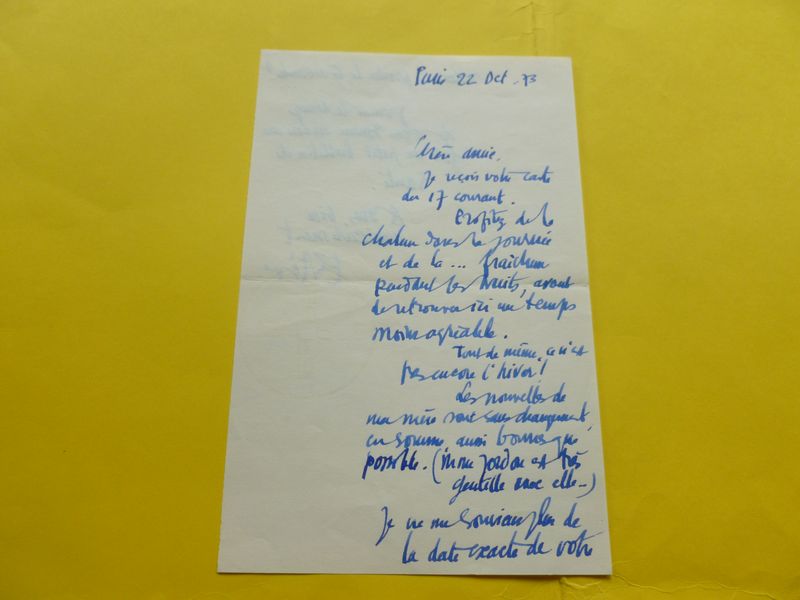 Paris 22 Oct. 73
Chère amie.
Je reçois votre carte
du 17 courant.
Profitez de la
chaleur dans la journée
et de la ... fraîcheur
pendant les nuits, avant
de retrouver ici un temps
moins agréable.
Tout de même, ce n'est
pas encore l'hiver!
Les nouvelles de
ma mère sont sans changement,
en somme, aussi bonnes que
possible. (Mme Jordan est très
gentille avec elle...)
Je ne me souviens plus de
la date exacte de votre